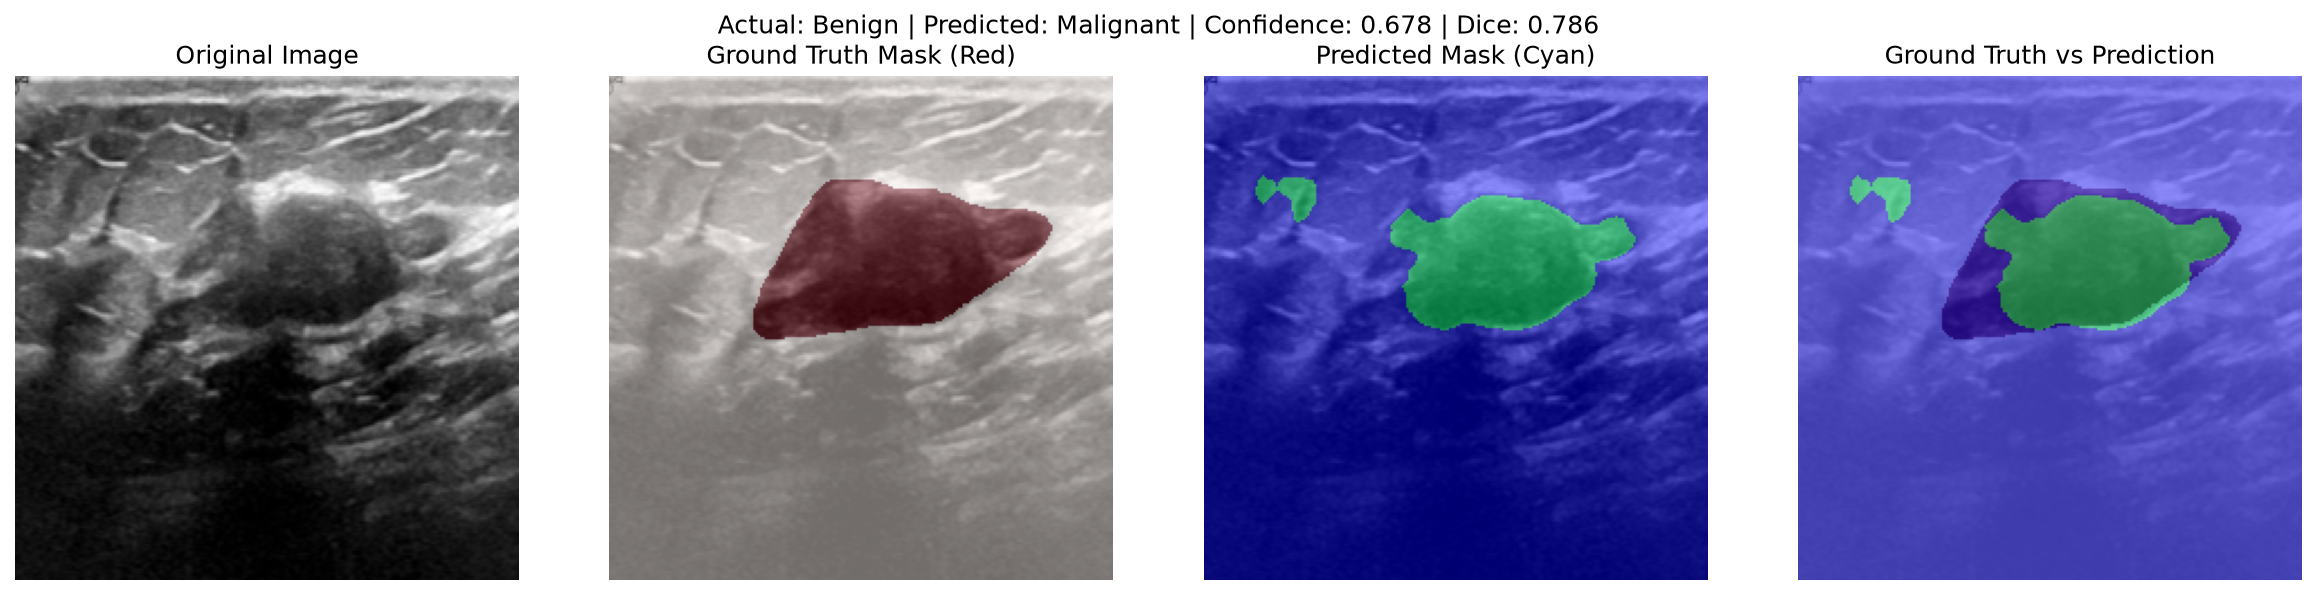 Actual: Benign | Predicted: Malignant | Confidence: 0.678 | Dice: 0.786
Original Image
Ground Truth Mask (Red)
Predicted Mask (Cyan)
Ground Truth vs Prediction